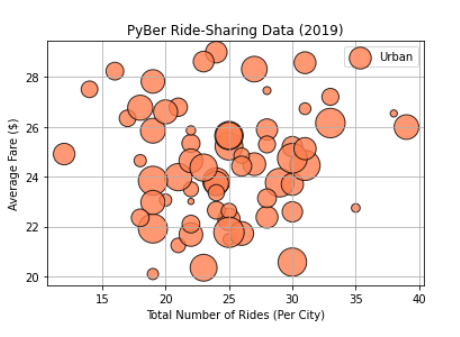 PyBer Ride-Sharing Data (2019)
Urban
Average Fare ($)
28
26
24
22
20
15 20 25 30 35 40
Total Number of Rides (Per City)